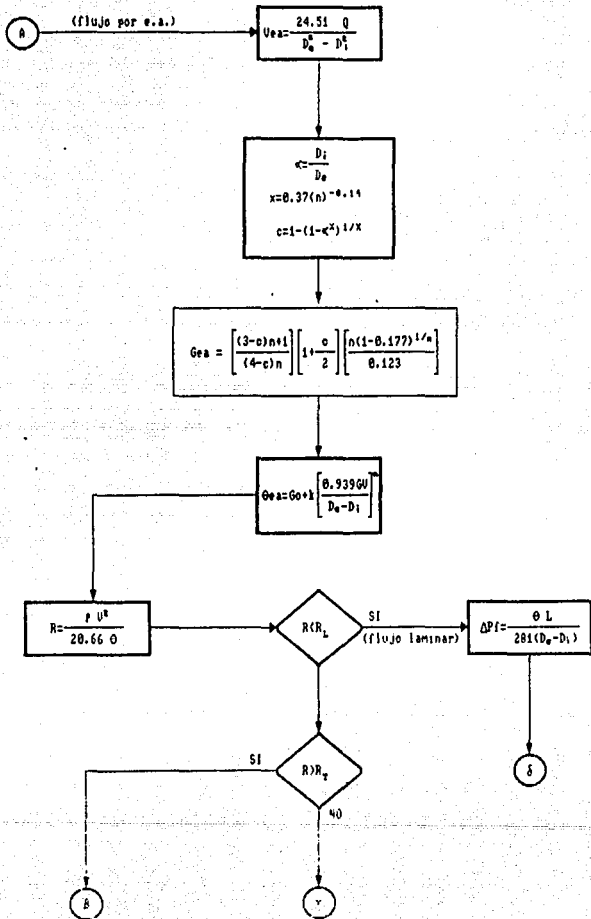 A
(flujo por e.a.)
Vea= 24.51 Q / De² - Di²
∝= Di / De
x=0.37(n)^-0.14
c=1-(1-∝^x)^1/x
Gea = [(3-c)n+1 / (4-c)n] [1+ c / 2] [n(1-0.177)^1/n / 0.123]
θea=Go+k [0.939GV / De-Di]^n
R= ρ V² / 20.66 θ
R<RL
SI
(flujo laminar)
ΔPf= θ L / 281(De-Di)
δ
R>RT
SI
NO
β
γ